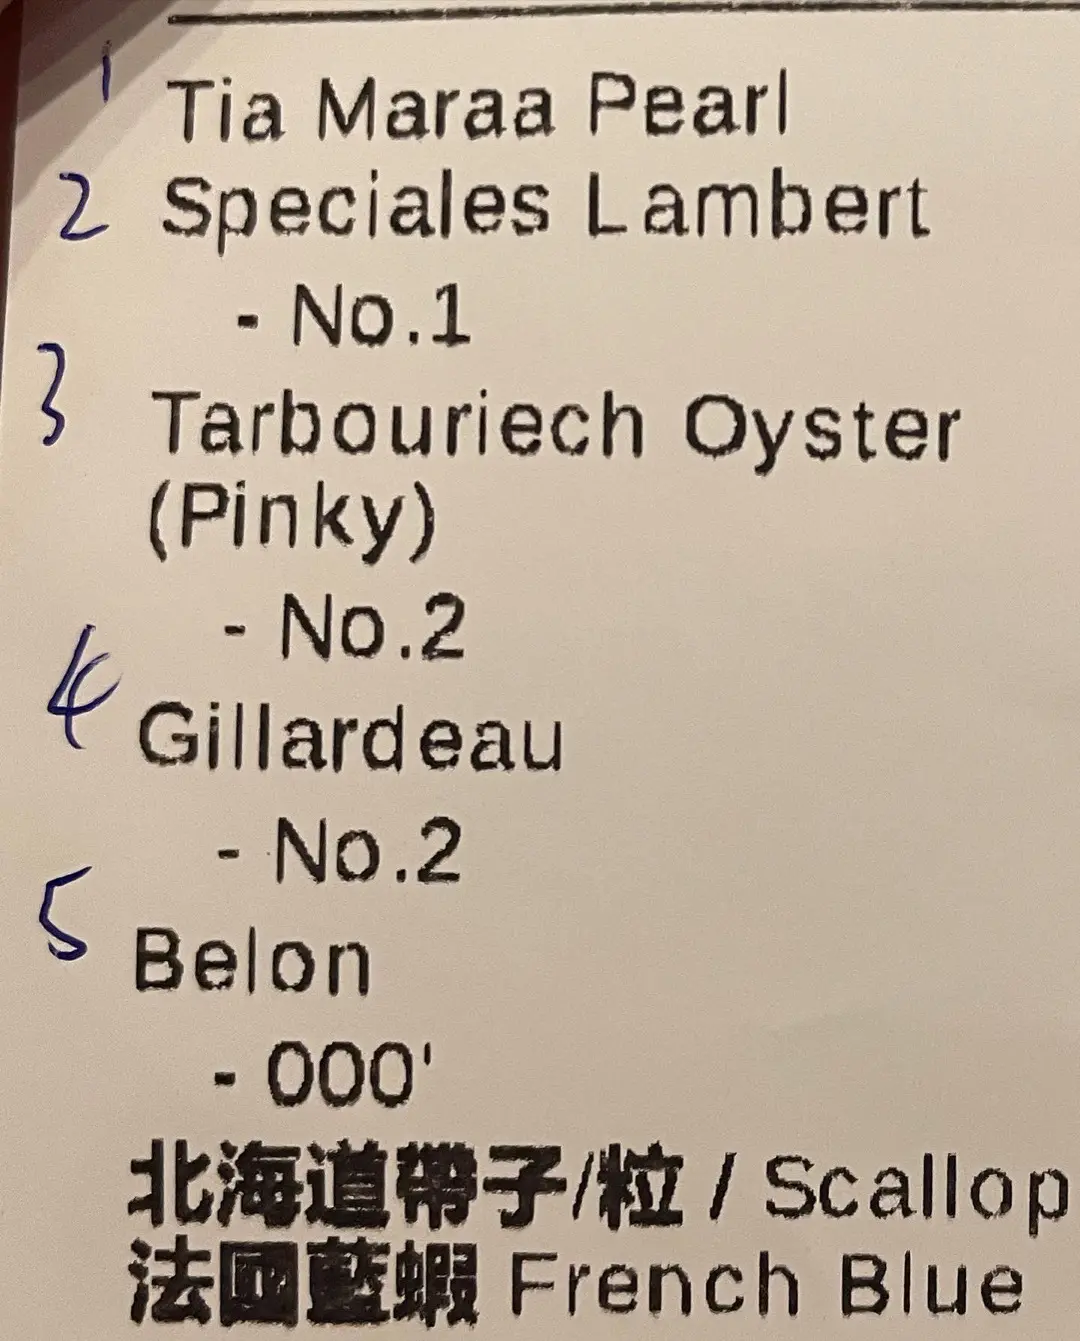 1 Tia Maraa Pearl
2 Speciales Lambert
- No.1
3 Tarbouriech Oyster
(Pinky)
- No.2
4 Gillardeau
- No.2
5 Belon
- 000'
北海道帶子/粒 / Scallop
法國藍蝦 French Blue